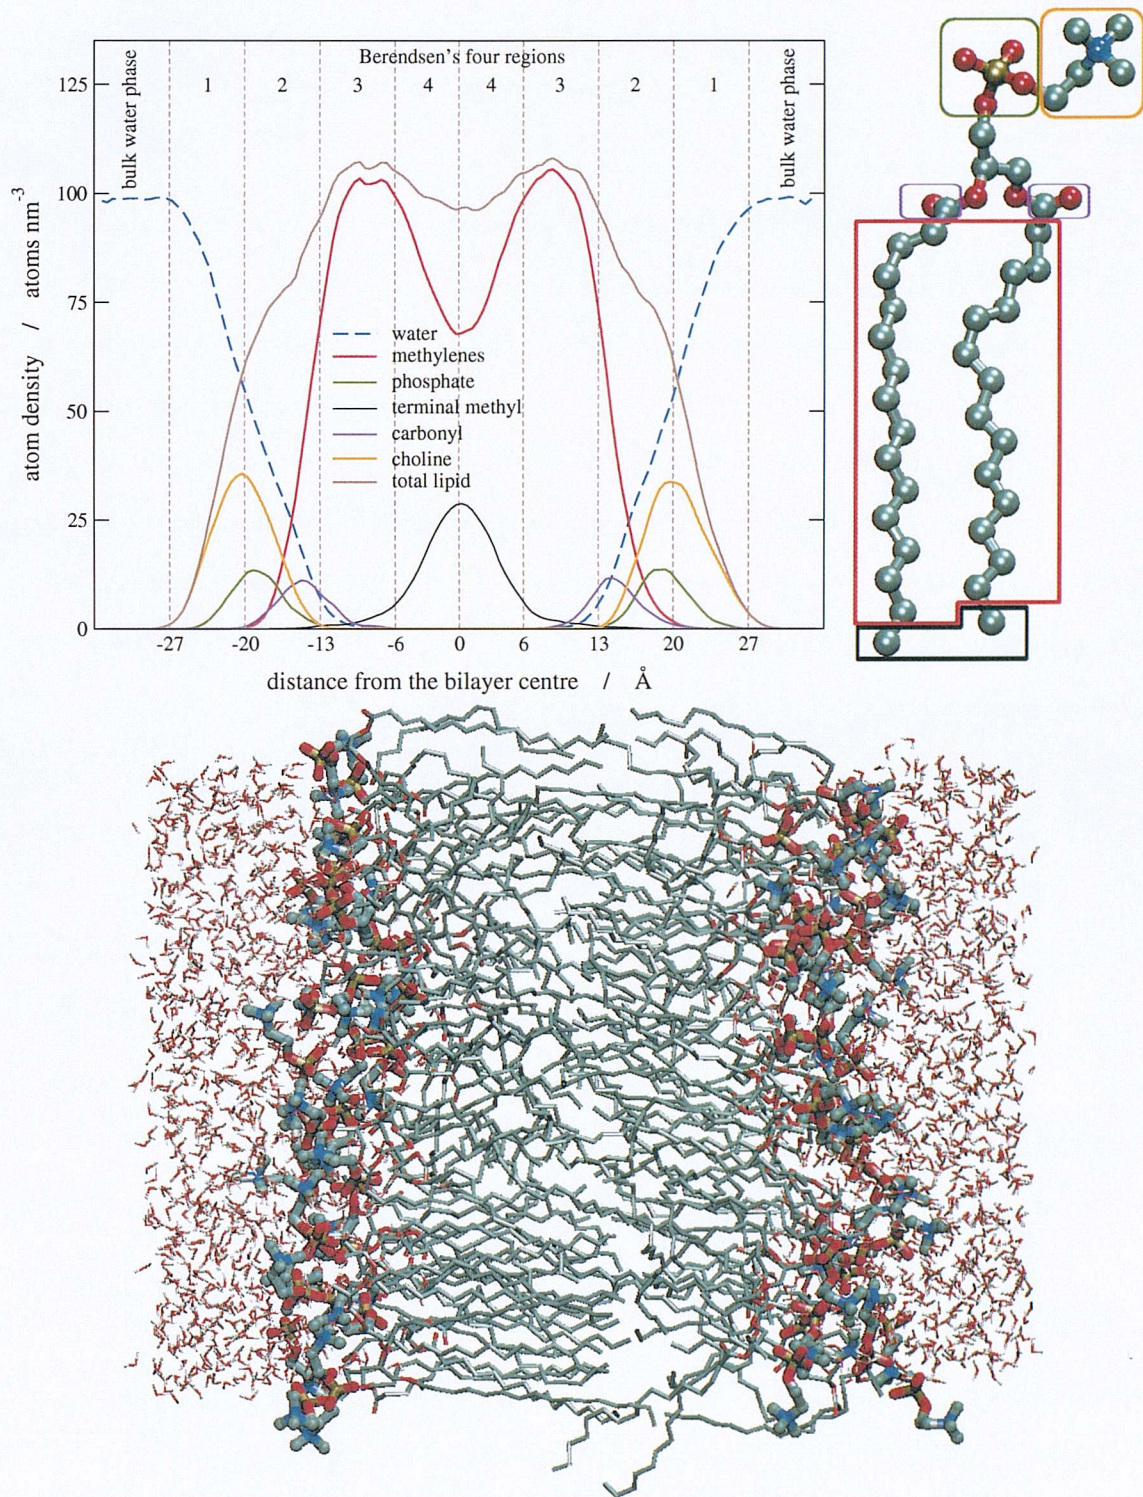 Berendsen's four regions
bulk water phase
1 2 3 4 4 3 2 1
bulk water phase
125
100
75
50
25
0
atom density / atoms nm⁻³
water
methylenes
phosphate
terminal methyl
carbonyl
choline
total lipid
-27 -20 -13 -6 0 6 13 20 27
distance from the bilayer centre / Å